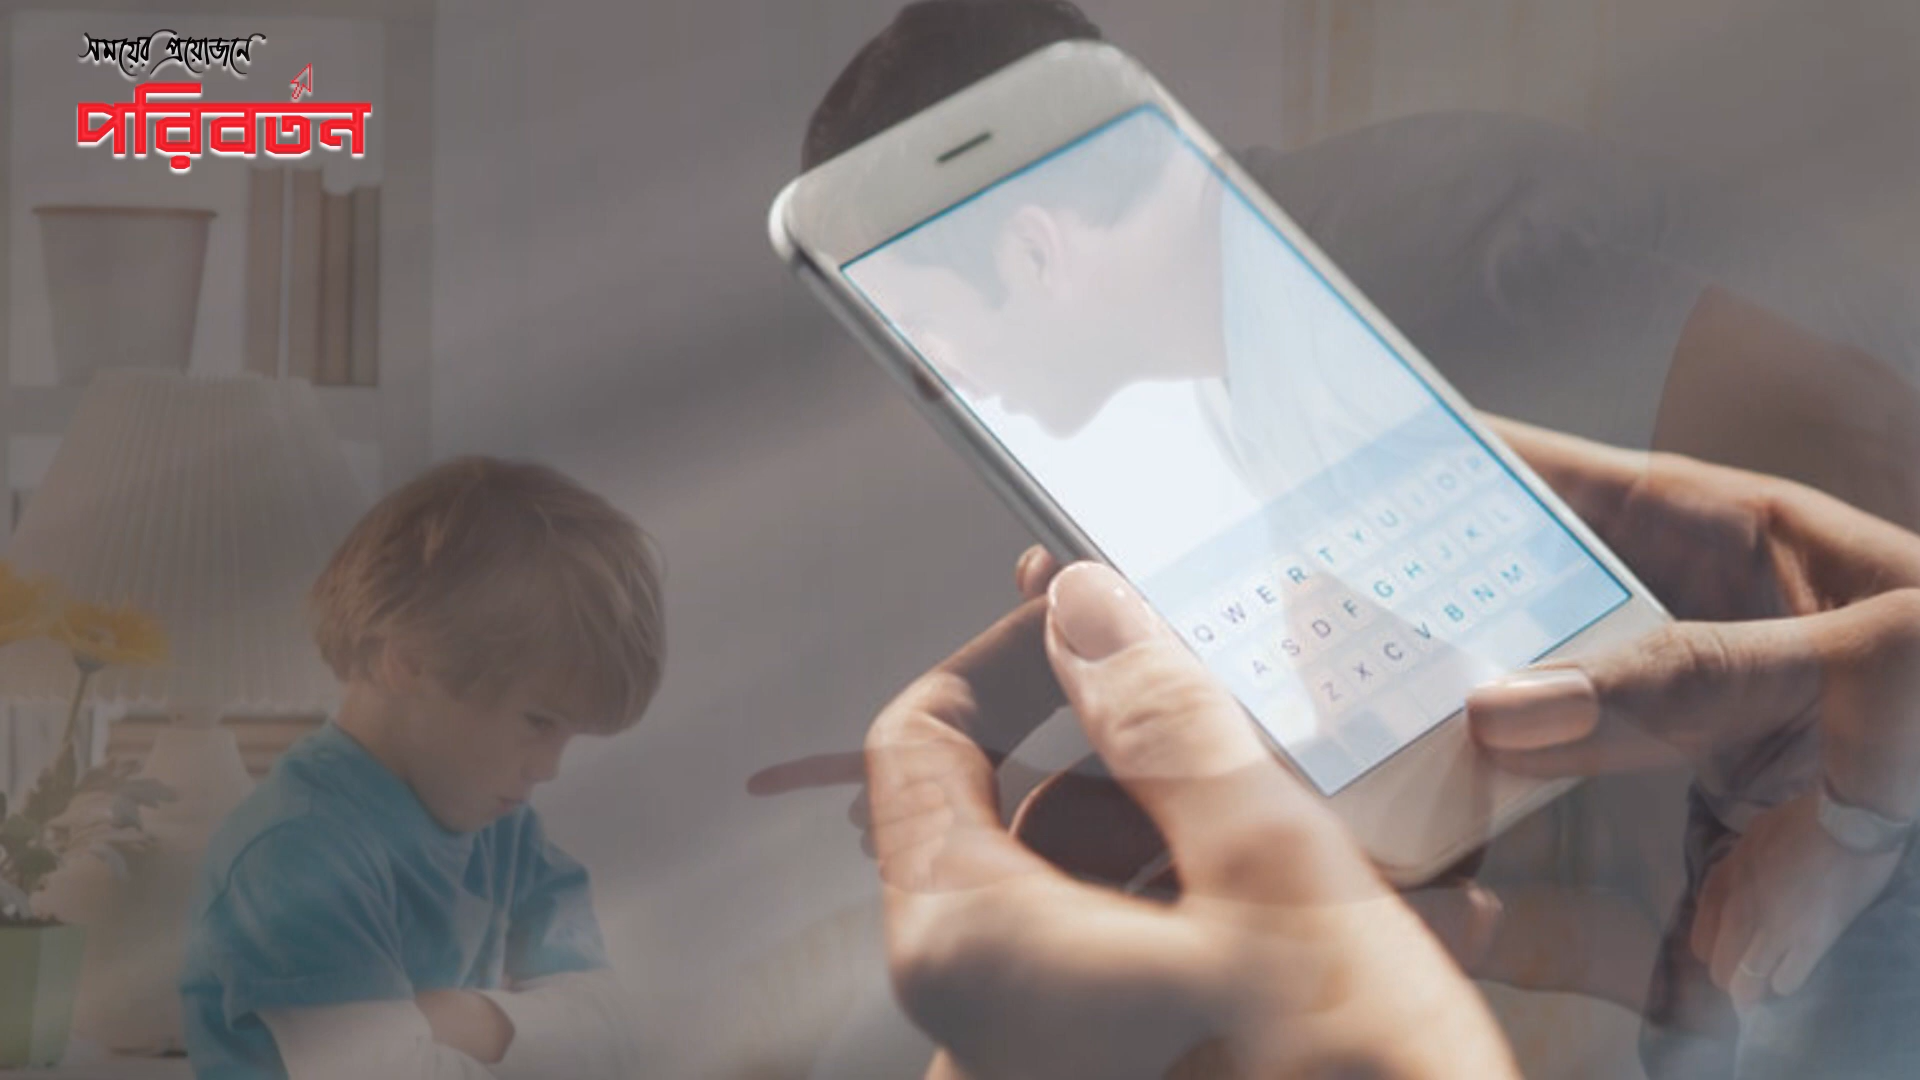 সময়ের প্রয়োজনে
পরিবর্তন
Q W E R T Y U I O P
A S D F G H J K L
Z X C V B N M